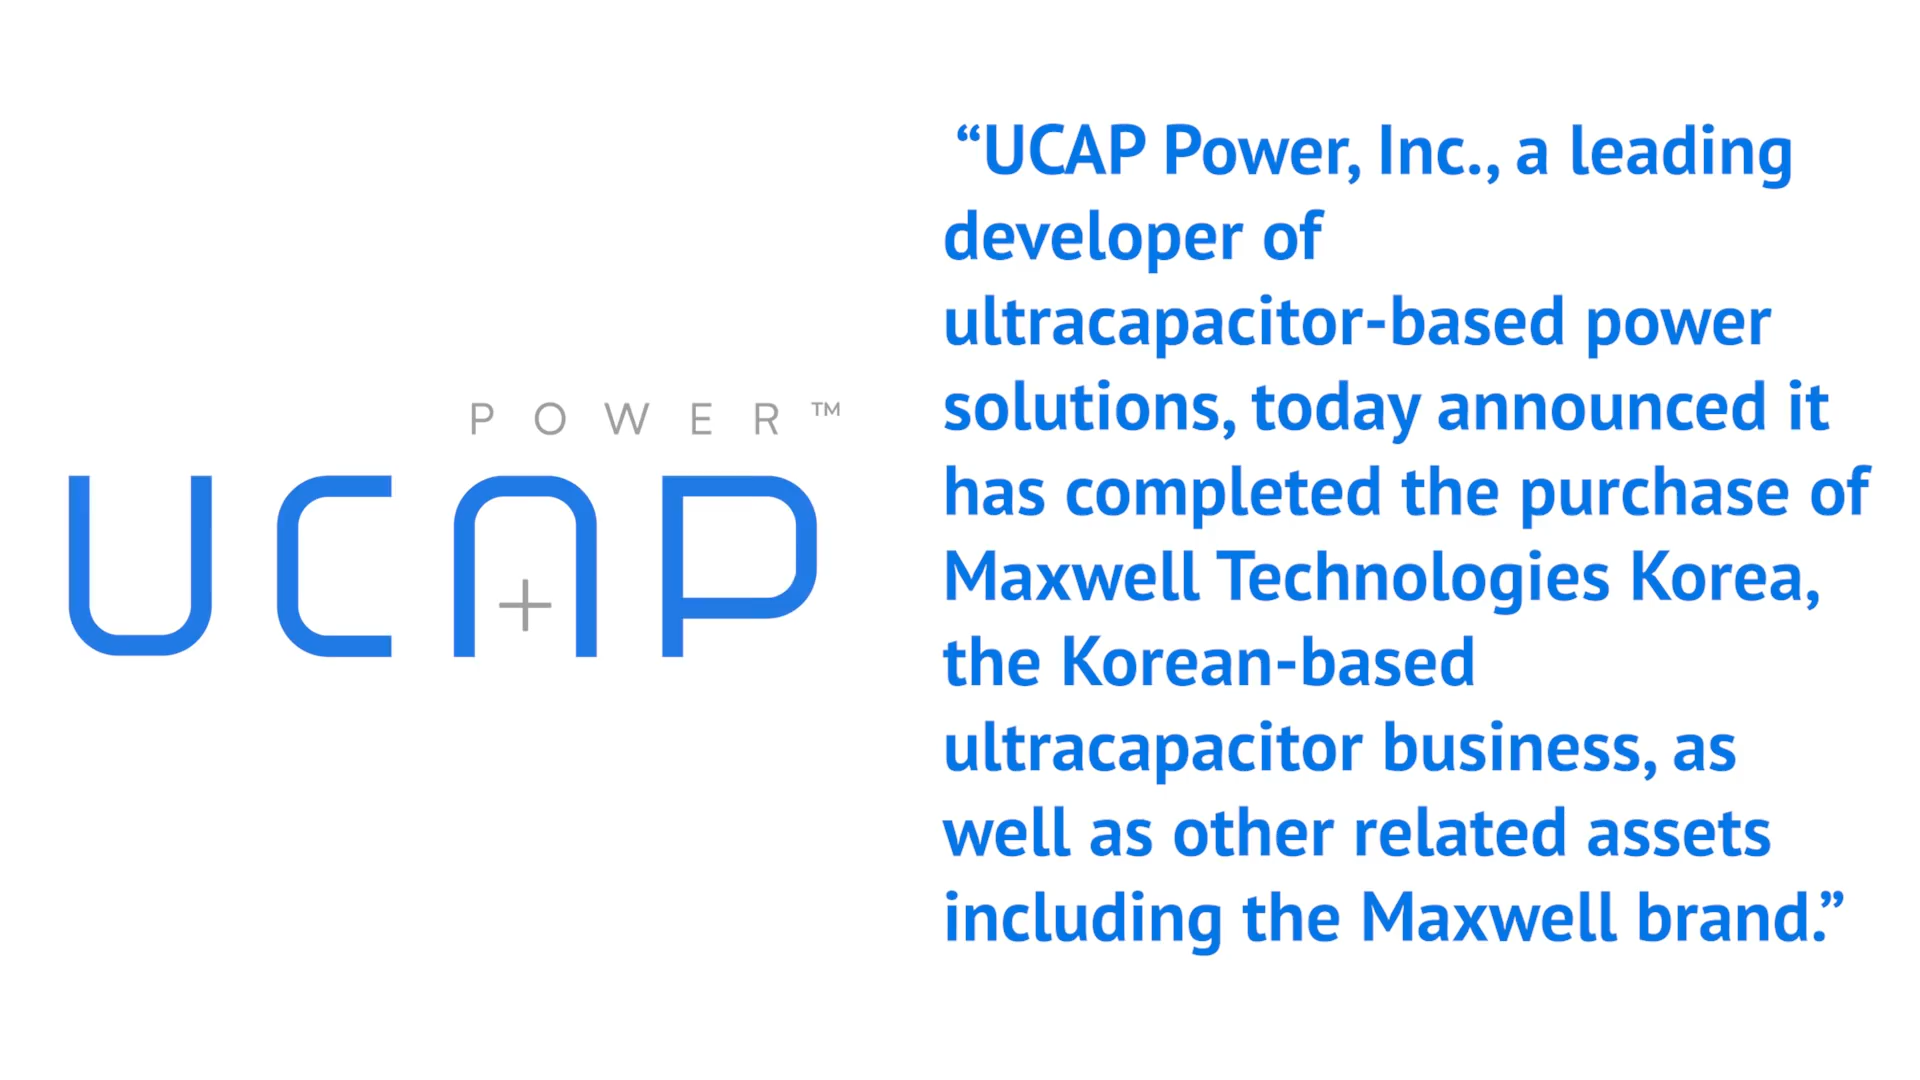 POWER™
UCAP
“UCAP Power, Inc., a leading
developer of
ultracapacitor-based power
solutions, today announced it
has completed the purchase of
Maxwell Technologies Korea,
the Korean-based
ultracapacitor business, as
well as other related assets
including the Maxwell brand.”